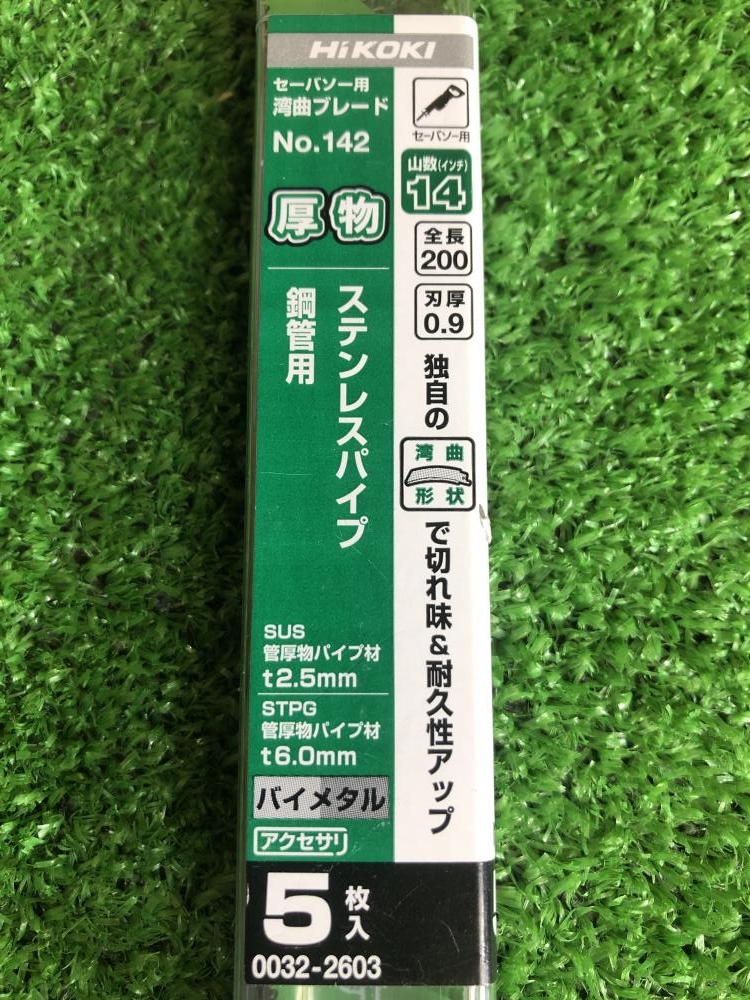 HiKOKI
セーバソー用
湾曲ブレード
No.142
厚物
ステンレスパイプ
鋼管用
SUS
管厚物パイプ材
t2.5mm
STPG
管厚物パイプ材
t6.0mm
バイメタル
アクセサリ
セーバソー用
山数(インチ)
14
全長
200
刃厚
0.9
独自の
湾曲
形状
で切れ味&耐久性アップ
5枚入
0032-2603